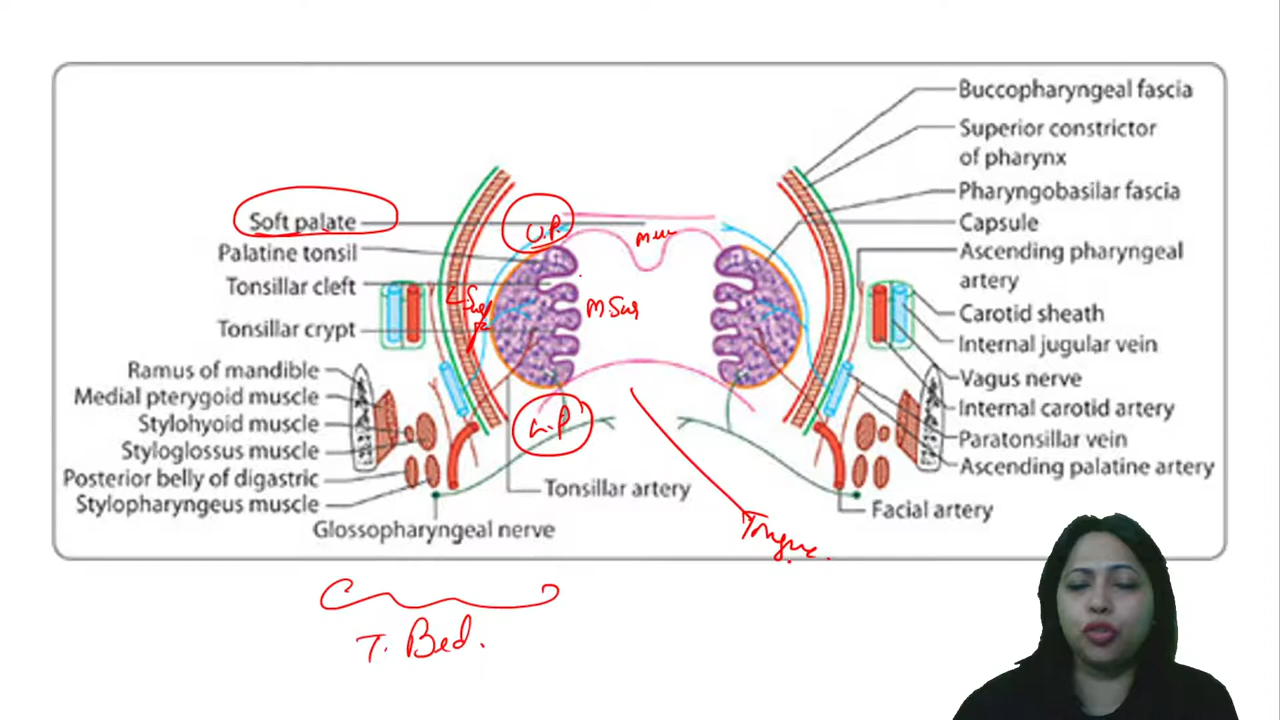 Soft palate
Palatine tonsil
Tonsillar cleft
Tonsillar crypt
Ramus of mandible
Medial pterygoid muscle
Stylohyoid muscle
Styloglossus muscle
Posterior belly of digastric
Stylopharyngeus muscle
Glossopharyngeal nerve
Tonsillar artery
U.P
L.P
M Sur
Tongue.
T. Bed.
Buccopharyngeal fascia
Superior constrictor
of pharynx
Pharyngobasilar fascia
Capsule
Ascending pharyngeal
artery
Carotid sheath
Internal jugular vein
Vagus nerve
Internal carotid artery
Paratonsillar vein
Ascending palatine artery
Facial artery